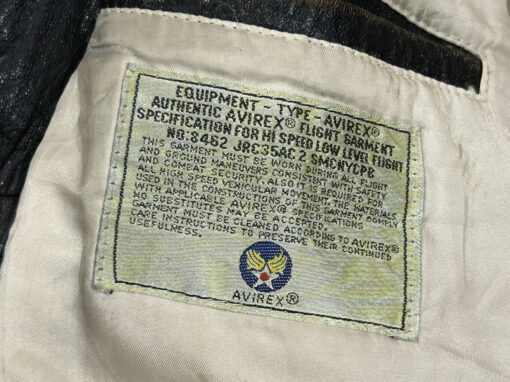 EQUIPMENT - TYPE - AVIREX®
AUTHENTIC AVIREX® FLIGHT GARMENT
SPECIFICATION FOR HI SPEED LOW LEVEL FLIGHT
NO. 8462 JRC35AC 2 SMCNYCPB
THIS GARMENT MUST BE WORN DURING ALL FLIGHT
AND GROUND MANEUVERS CONSISTENT WITH SAFETY
AND COMBAT SECURITY. ALSO IT IS REQUIRED FOR
ALL HIGH SPEED VEHICULAR MOVEMENT. THE MATERIALS
USED IN THE CONSTRUCTION OF THIS GARMENT COMPLY
WITH APPLICABLE AVIREX® SPECIFICATIONS
NO SUBSTITUTES MAY BE ACCEPTED.
GARMENT MUST BE CLEANED ACCORDING TO AVIREX®
CARE INSTRUCTIONS TO PRESERVE THEIR CONTINUED
USEFULNESS.
AVIREX®